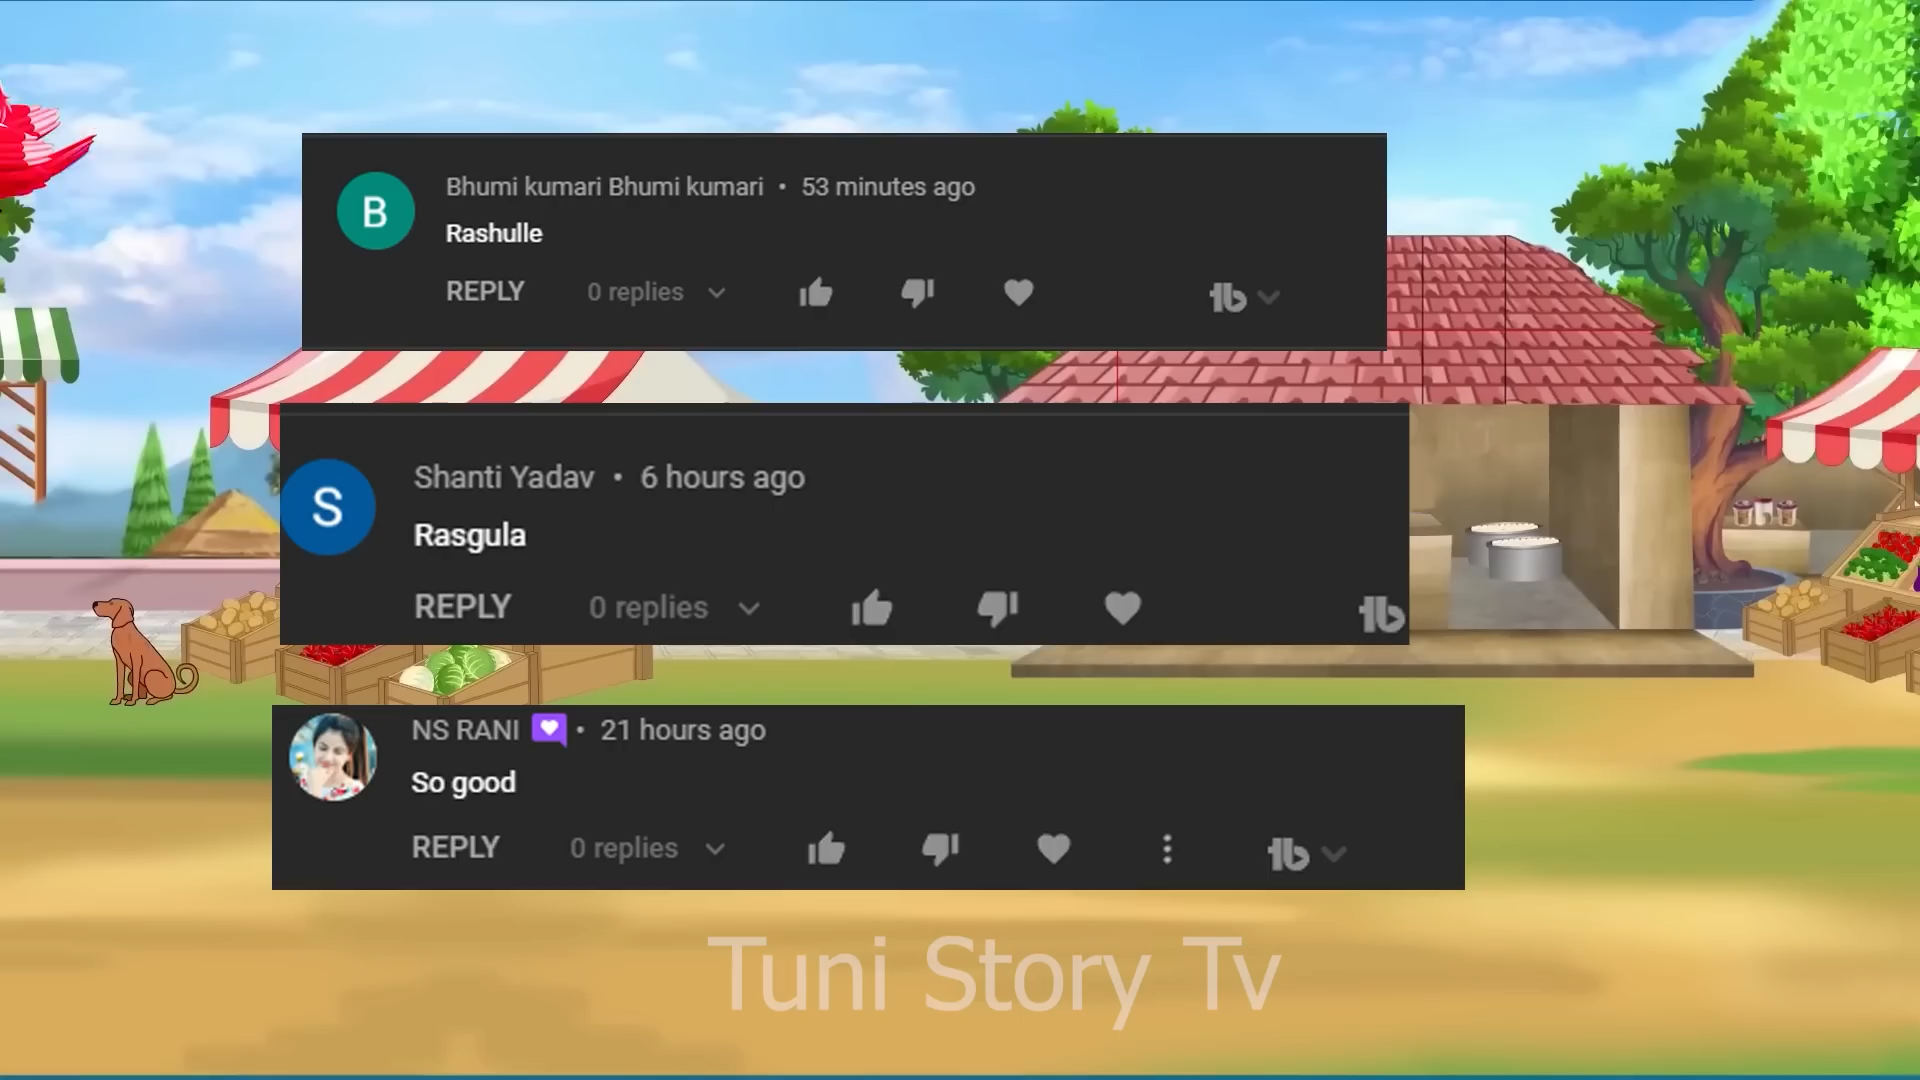 B
Bhumi kumari Bhumi kumari • 53 minutes ago
Rashulle
REPLY 0 replies
S
Shanti Yadav • 6 hours ago
Rasgula
REPLY 0 replies
NS RANI • 21 hours ago
So good
REPLY 0 replies
Tuni Story Tv